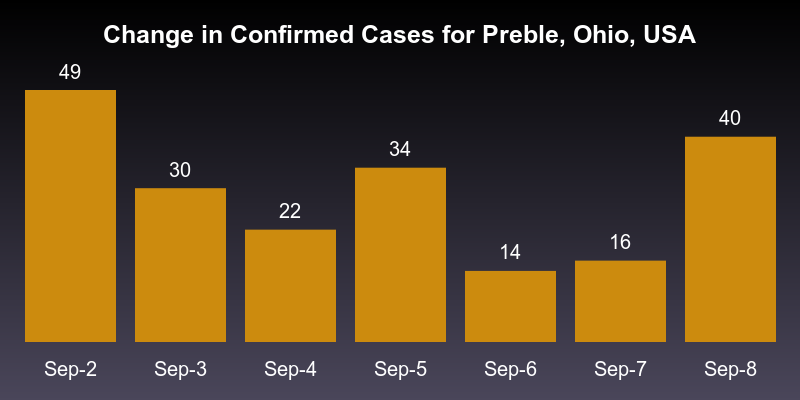 Change in Confirmed Cases for Preble, Ohio, USA
49
30
22
34
14
16
40
Sep-2
Sep-3
Sep-4
Sep-5
Sep-6
Sep-7
Sep-8